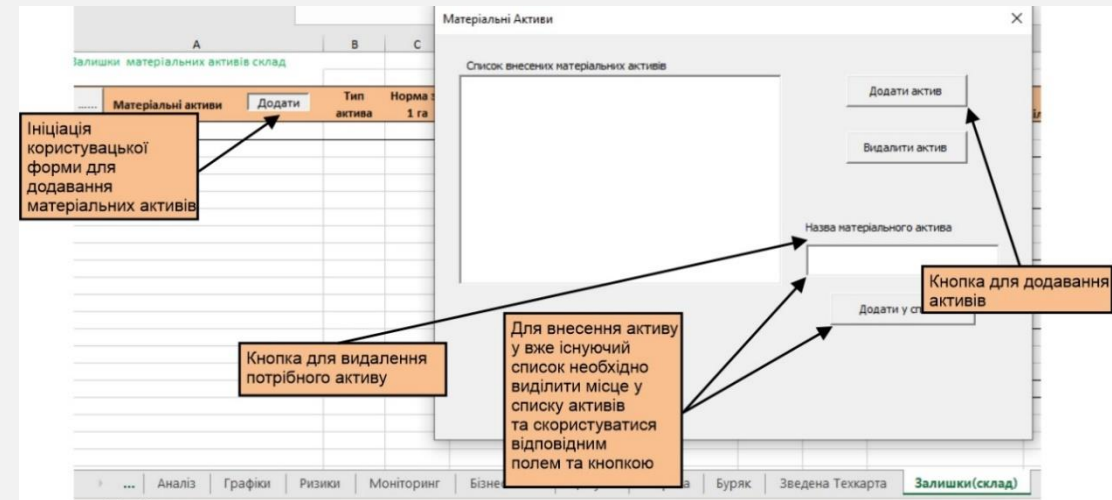 Матеріальні Активи
A B C
Залишки матеріальних активів склад
Список внесених матеріальних активів
Додати актив
...... Матеріальні активи Додати Тип актива Норма 1 га
Ініціація
користувацької
форми для
додавання
матеріальних активів
Видалити актив
Назва матеріального актива
Кнопка для додавання
активів
Додати у
Для внесення активу
у вже існуючий
список необхідно
виділити місце у
списку активів
та скористуватися
відповідним
полем та кнопкою
Кнопка для видалення
потрібного активу
... Аналіз Графіки Ризики Моніторинг Буряк Зведена Техкарта Залишки(склад)